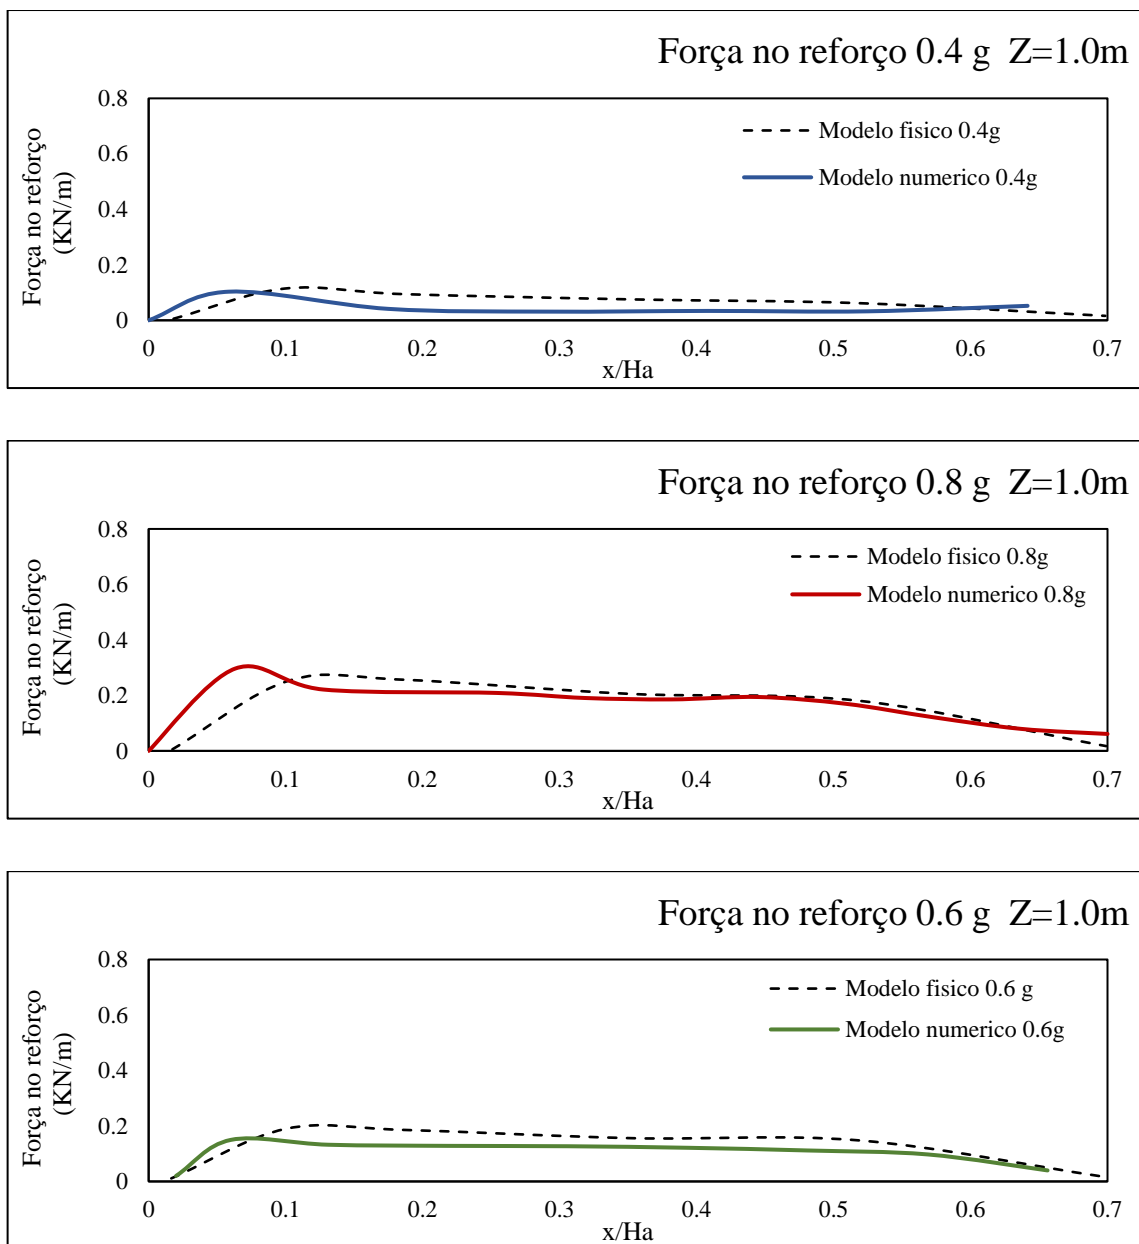 Força no reforço 0.4 g  Z=1.0m
Força no reforço
(KN/m)
0.8
0.6
0.4
0.2
0
Modelo fisico 0.4g
Modelo numerico 0.4g
0 0.1 0.2 0.3 0.4 0.5 0.6 0.7
x/Ha
Força no reforço 0.8 g  Z=1.0m
Força no reforço
(KN/m)
0.8
0.6
0.4
0.2
0
Modelo fisico 0.8g
Modelo numerico 0.8g
0 0.1 0.2 0.3 0.4 0.5 0.6 0.7
x/Ha
Força no reforço 0.6 g  Z=1.0m
Força no reforço
(KN/m)
0.8
0.6
0.4
0.2
0
Modelo fisico 0.6 g
Modelo numerico 0.6g
0 0.1 0.2 0.3 0.4 0.5 0.6 0.7
x/Ha